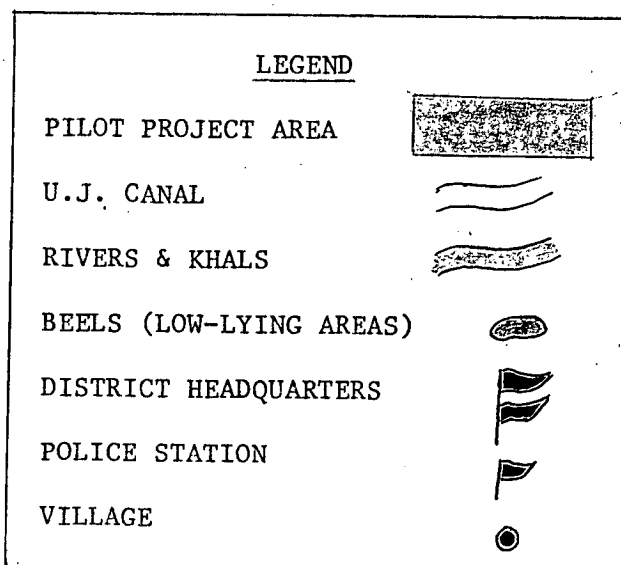 LEGEND
PILOT PROJECT AREA
U.J. CANAL
RIVERS & KHALS
BEELS (LOW-LYING AREAS)
DISTRICT HEADQUARTERS
POLICE STATION
VILLAGE